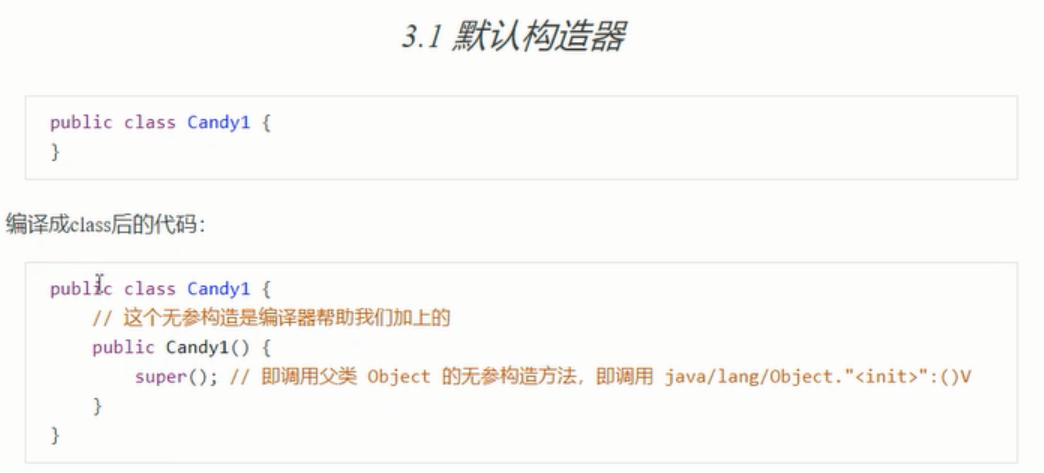 3.1 默认构造器
public class Candy1 {
}
编译成class后的代码：
public class Candy1 {
// 这个无参构造是编译器帮助我们加上的
public Candy1() {
super(); // 即调用父类 Object 的无参构造方法，即调用 java/lang/Object."<init>":()V
}
}